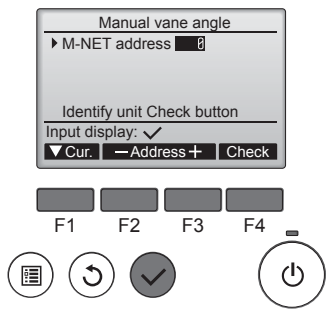 Manual vane angle
▶ M-NET address 0
Identify unit Check button
Input display: ✓
▼ Cur. − Address + Check
F1 F2 F3 F4